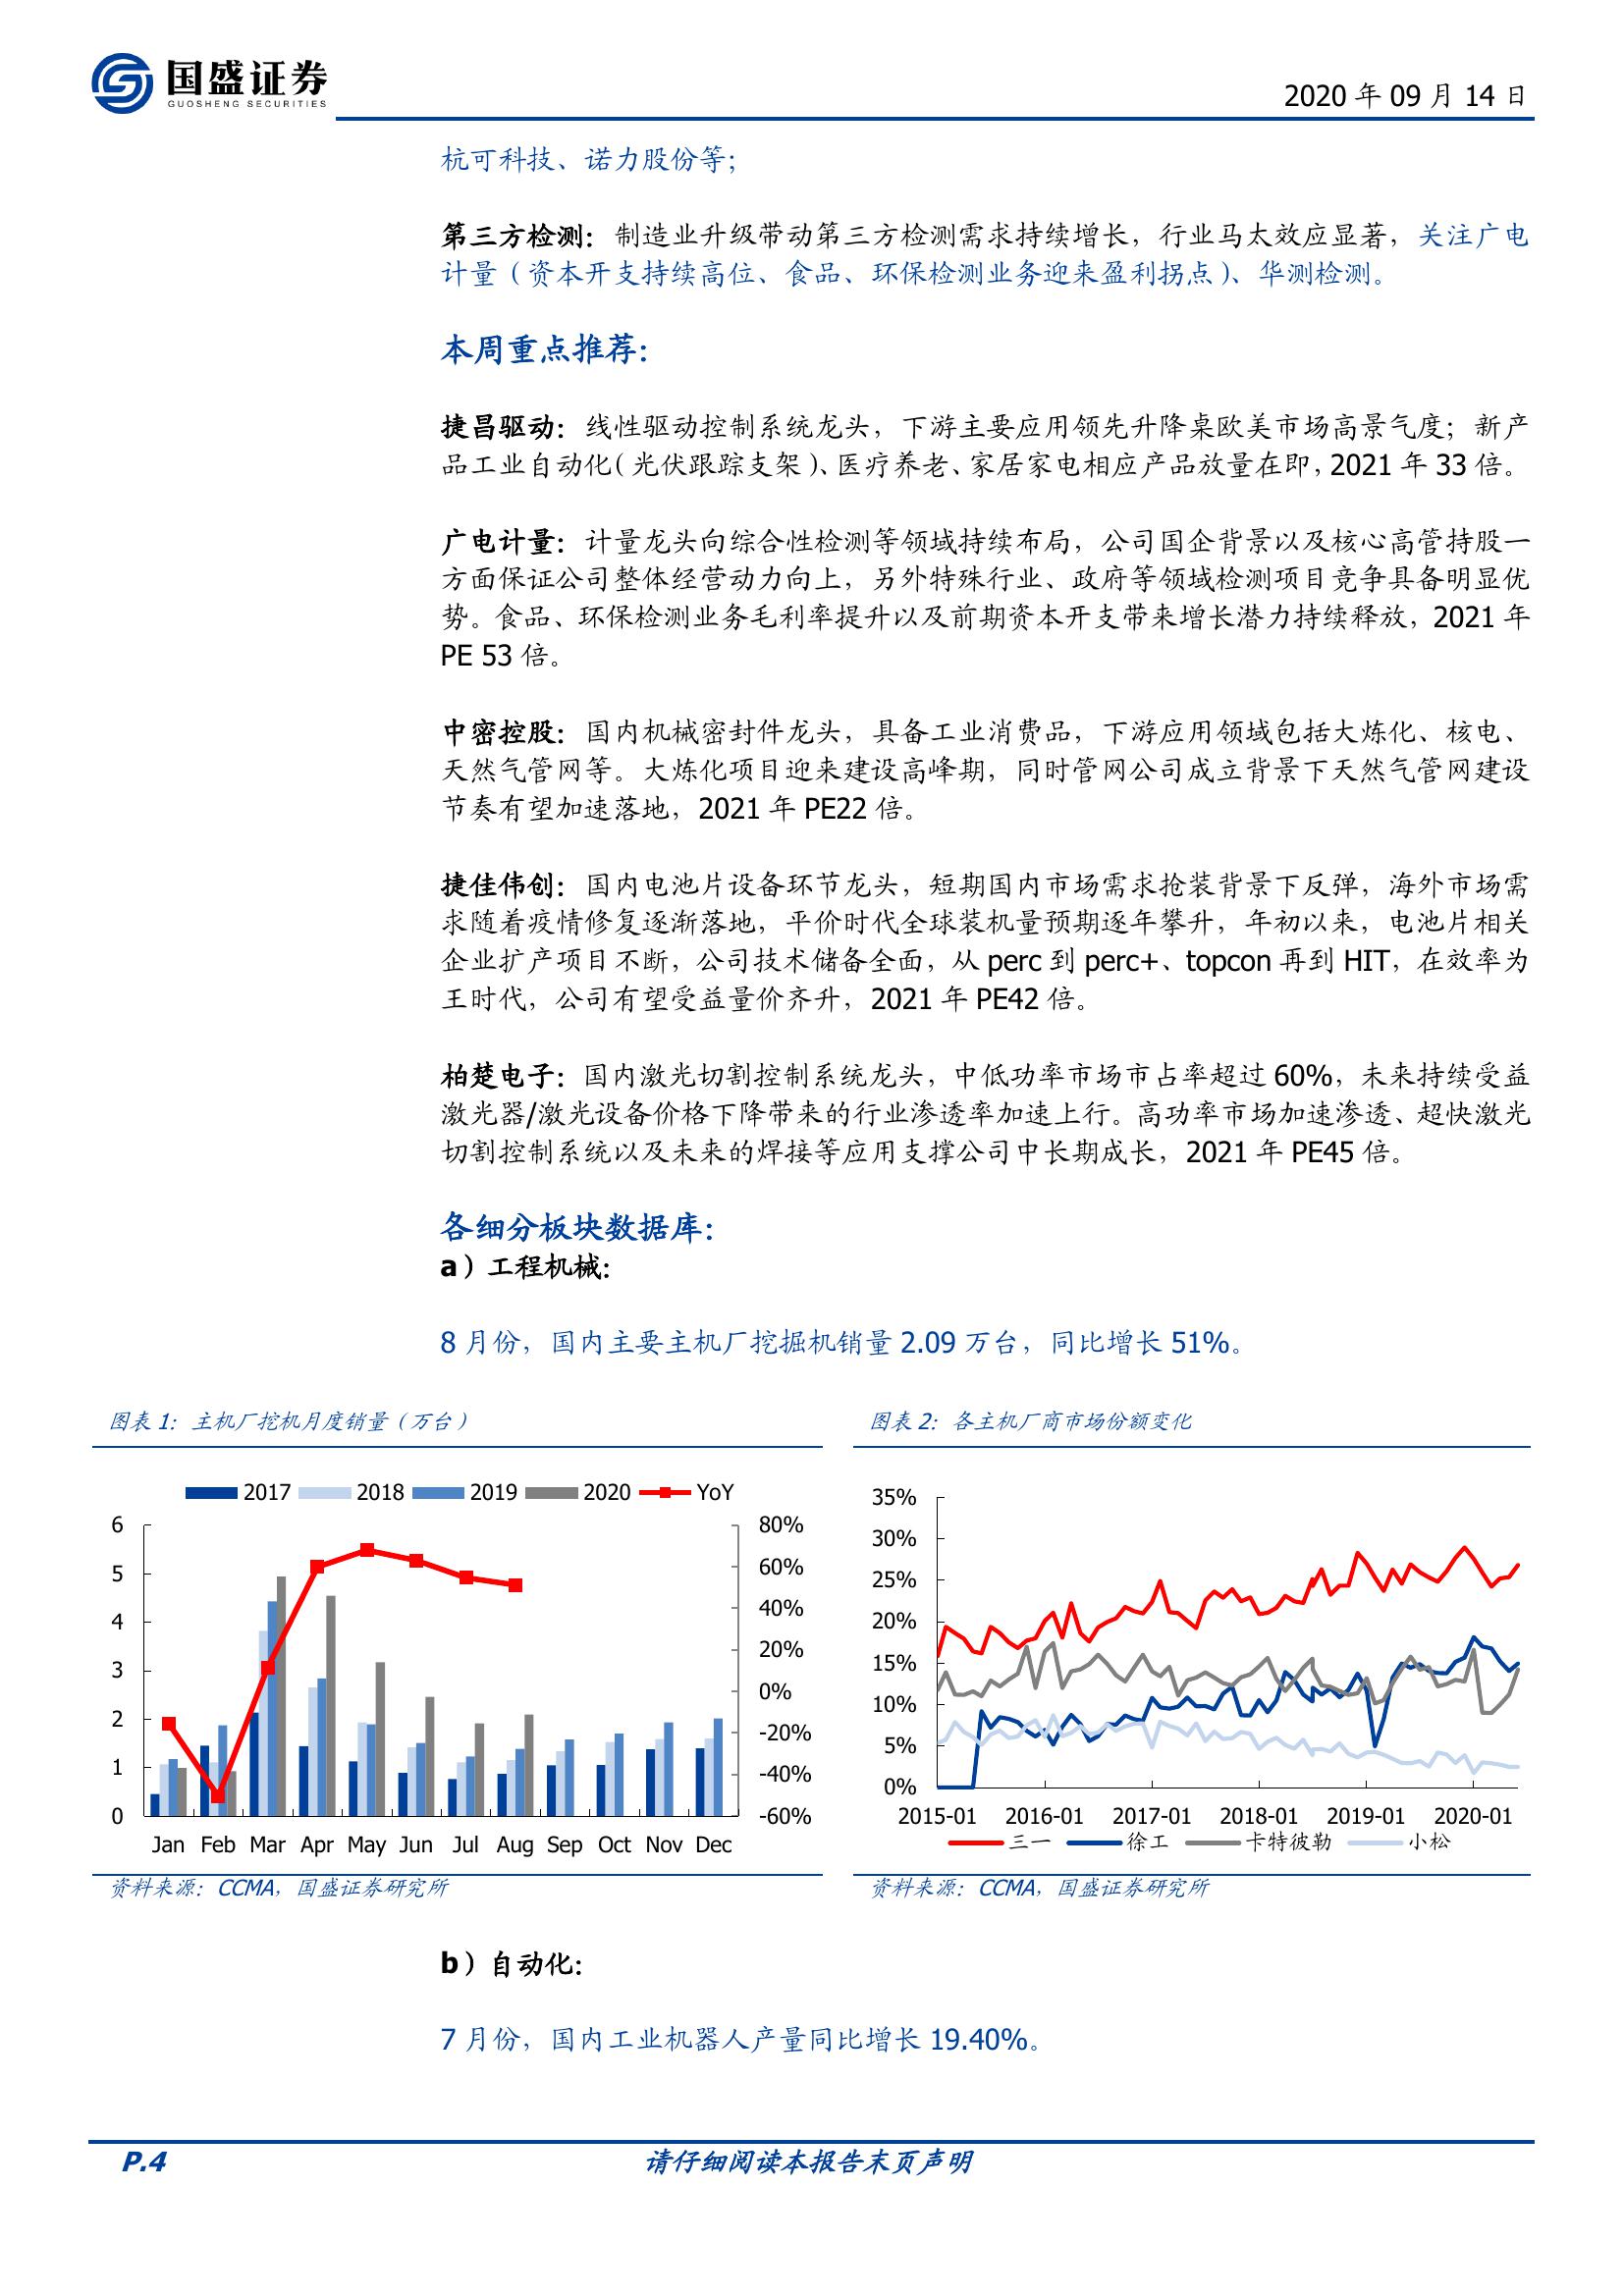 国盛证券
GUOSHENG SECURITIES
2020 年 09 月 14 日
杭可科技、诺力股份等；
第三方检测：制造业升级带动第三方检测需求持续增长，行业马太效应显著，关注广电
计量（资本开支持续高位、食品、环保检测业务迎来盈利拐点）、华测检测。
本周重点推荐：
捷昌驱动：线性驱动控制系统龙头，下游主要应用领先升降桌欧美市场高景气度；新产
品工业自动化（光伏跟踪支架）、医疗养老、家居家电相应产品放量在即，2021 年 33 倍。
广电计量：计量龙头向综合性检测等领域持续布局，公司国企背景以及核心高管持股一
方面保证公司整体经营动力向上，另外特殊行业、政府等领域检测项目竞争具备明显优
势。食品、环保检测业务毛利率提升以及前期资本开支带来增长潜力持续释放，2021 年
PE 53 倍。
中密控股：国内机械密封件龙头，具备工业消费品，下游应用领域包括大炼化、核电、
天然气管网等。大炼化项目迎来建设高峰期，同时管网公司成立背景下天然气管网建设
节奏有望加速落地，2021 年 PE22 倍。
捷佳伟创：国内电池片设备环节龙头，短期国内市场需求抢装背景下反弹，海外市场需
求随着疫情修复逐渐落地，平价时代全球装机量预期逐年攀升，年初以来，电池片相关
企业扩产项目不断，公司技术储备全面，从 perc 到 perc+、topcon 再到 HIT，在效率为
王时代，公司有望受益量价齐升，2021 年 PE42 倍。
柏楚电子：国内激光切割控制系统龙头，中低功率市场市占率超过 60%，未来持续受益
激光器/激光设备价格下降带来的行业渗透率加速上行。高功率市场加速渗透、超快激光
切割控制系统以及未来的焊接等应用支撑公司中长期成长，2021 年 PE45 倍。
各细分板块数据库：
a）工程机械：
8 月份，国内主要主机厂挖掘机销量 2.09 万台，同比增长 51%。
图表 1：主机厂挖机月度销量（万台）
2017 2018 2019 2020 YoY
6
5
4
3
2
1
0
80%
60%
40%
20%
0%
-20%
-40%
-60%
Jan Feb Mar Apr May Jun Jul Aug Sep Oct Nov Dec
资料来源：CCMA，国盛证券研究所
图表 2：各主机厂商市场份额变化
35%
30%
25%
20%
15%
10%
5%
0%
2015-01 2016-01 2017-01 2018-01 2019-01 2020-01
三一 徐工 卡特彼勒 小松
资料来源：CCMA，国盛证券研究所
b）自动化：
7 月份，国内工业机器人产量同比增长 19.40%。
P.4
请仔细阅读本报告末页声明